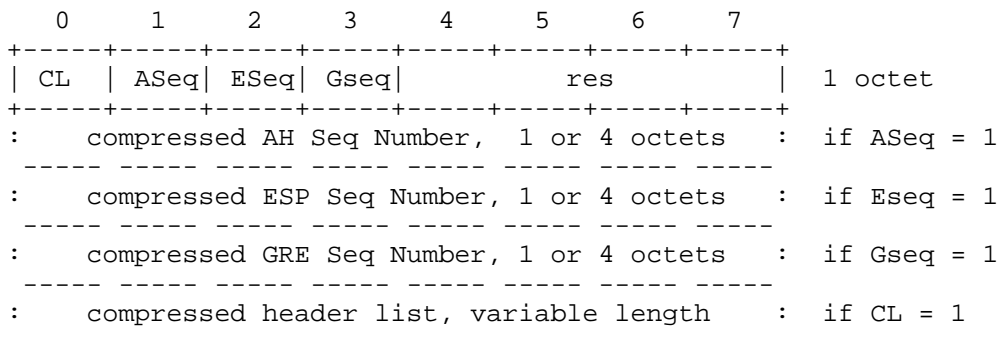 0     1     2     3     4     5     6     7
+-----+-----+-----+-----+-----+-----+-----+-----+
| CL  | ASeq| ESeq| Gseq|          res          |  1 octet
+-----+-----+-----+-----+-----+-----+-----+-----+
:    compressed AH Seq Number,  1 or 4 octets   :  if ASeq = 1
 ----- ----- ----- ----- ----- ----- ----- -----
:    compressed ESP Seq Number, 1 or 4 octets   :  if Eseq = 1
 ----- ----- ----- ----- ----- ----- ----- -----
:    compressed GRE Seq Number, 1 or 4 octets   :  if Gseq = 1
 ----- ----- ----- ----- ----- ----- ----- -----
:    compressed header list, variable length    :  if CL = 1